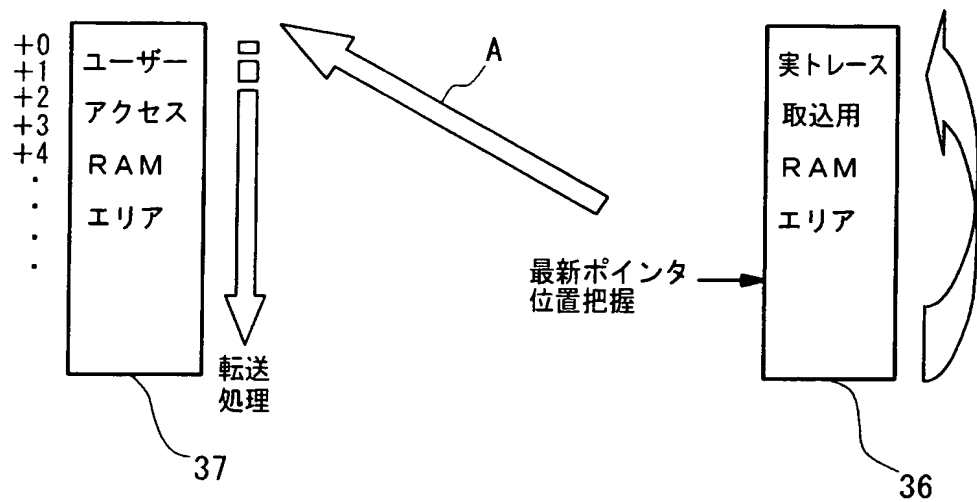 +0
+1
+2
+3
+4
・
・
・
・
ユーザー
アクセス
RAM
エリア
転送
処理
37
A
最新ポインタ
位置把握
実トレース
取込用
RAM
エリア
36